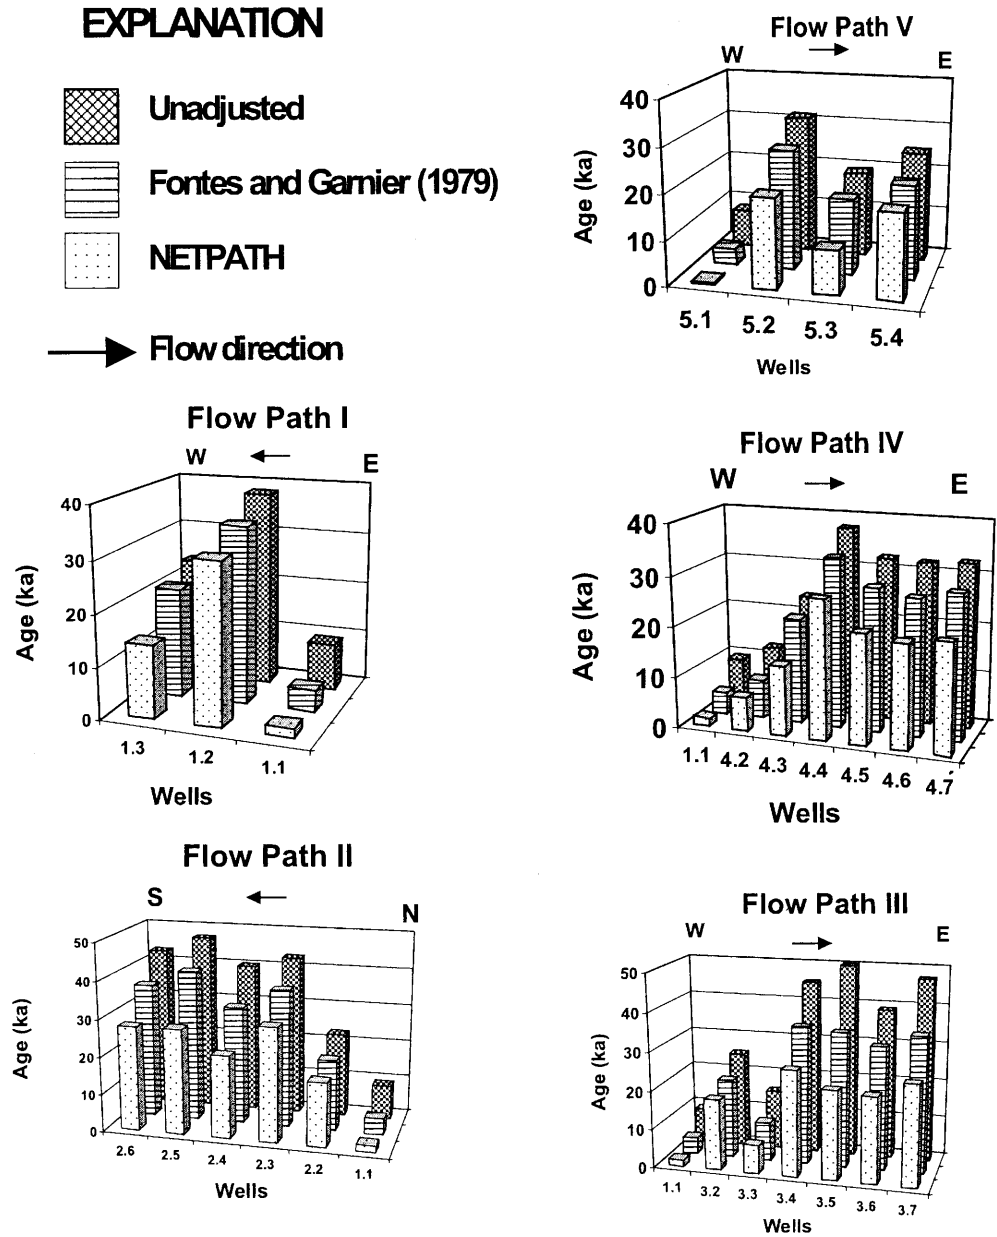 EXPLANATION
Unadjusted
Fontes and Garnier (1979)
NETPATH
Flow direction
Flow Path V
W
E
Age (ka)
40
30
20
10
0
5.1 5.2 5.3 5.4
Wells
Flow Path I
W
E
Age (ka)
40
30
20
10
0
1.3 1.2 1.1
Wells
Flow Path IV
W
E
Age (ka)
40
30
20
10
0
1.1 4.2 4.3 4.4 4.5 4.6 4.7
Wells
Flow Path II
S
N
Age (ka)
50
40
30
20
10
0
2.6 2.5 2.4 2.3 2.2 1.1
Wells
Flow Path III
W
E
Age (ka)
50
40
30
20
10
0
1.1 3.2 3.3 3.4 3.5 3.6 3.7
Wells